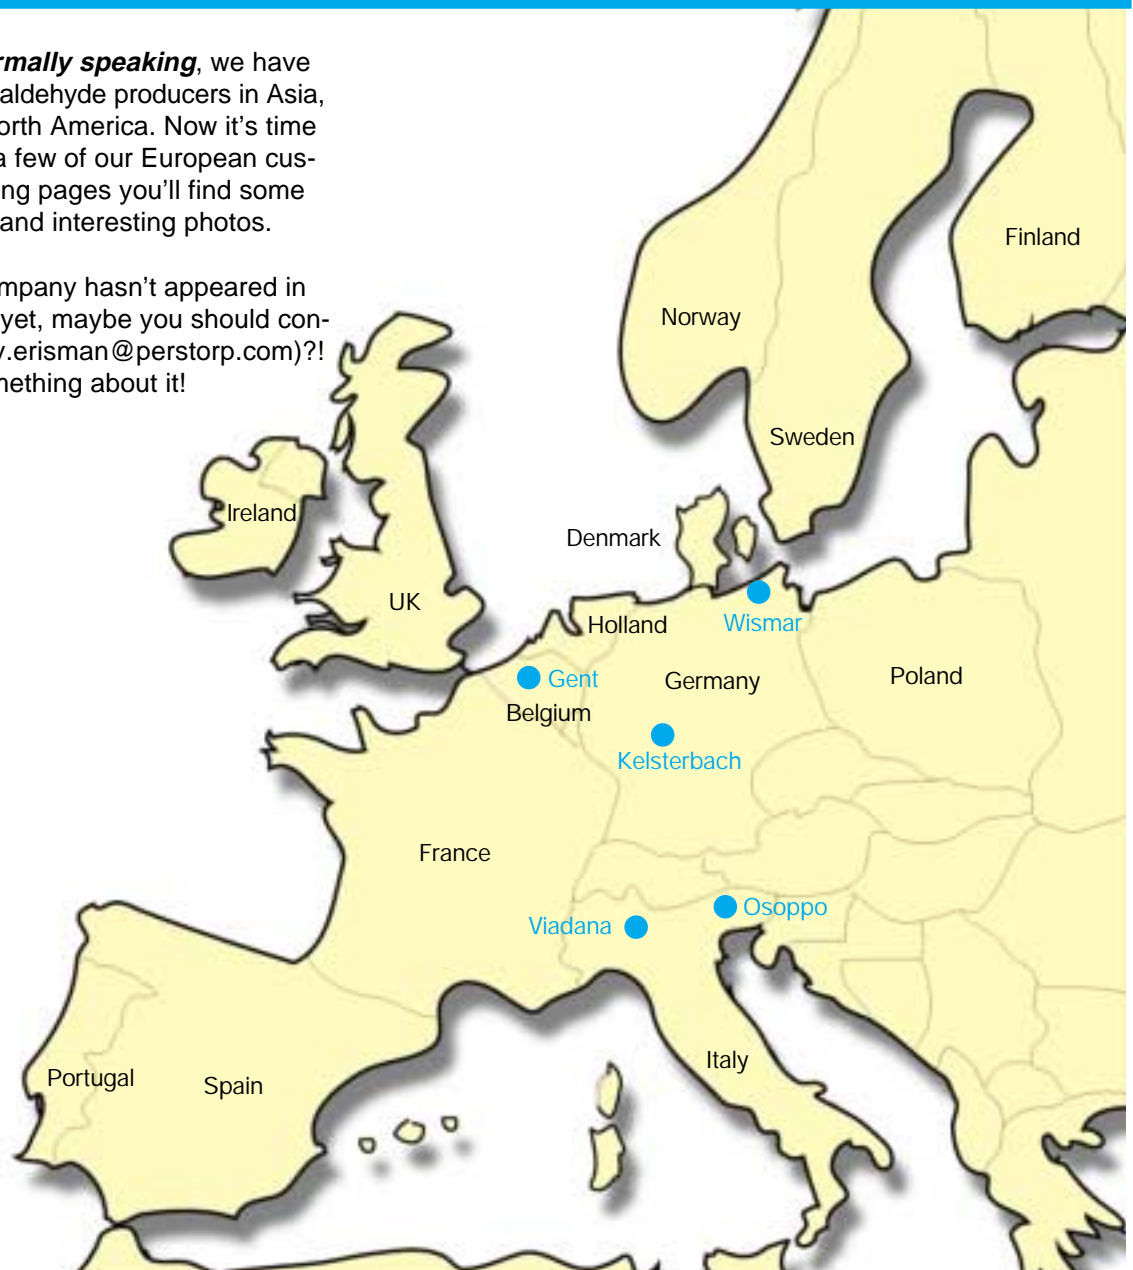 rmally speaking, we have
aldehyde producers in Asia,
orth America. Now it's time
a few of our European cus-
ng pages you'll find some
and interesting photos.
mpany hasn't appeared in
yet, maybe you should con-
y.erisman@perstorp.com)?!
mething about it!
Finland
Norway
Sweden
Ireland
Denmark
UK
Holland
Wismar
Gent
Germany
Poland
Belgium
Kelsterbach
France
Viadana
Osoppo
Italy
Portugal
Spain